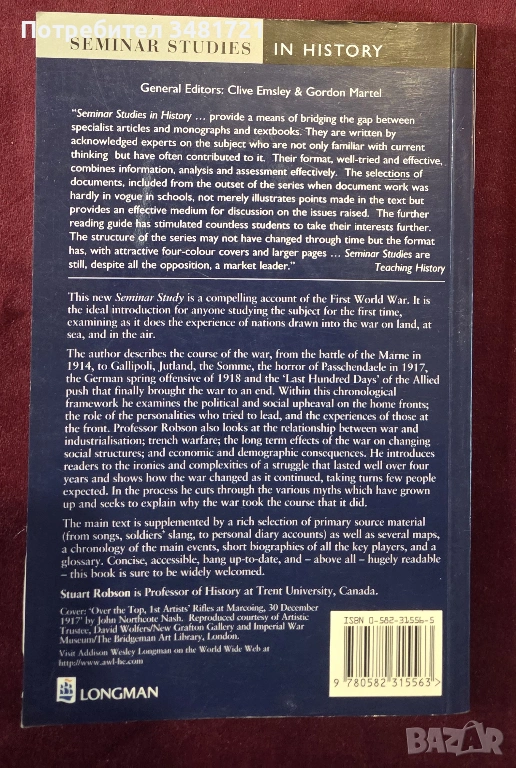 Публикувано от 3481721
SEMINAR STUDIES IN HISTORY
General Editors: Clive Emsley & Gordon Martel
"Seminar Studies in History ... provide a means of bridging the gap between
specialist articles and monographs and textbooks. They are written by
acknowledged experts on the subject who are not only familiar with current
thinking but have often contributed to it. Their format, well-tried and effective,
combines information, analysis and assessment effectively. The selections of
documents, included from the outset of the series when document work was
hardly in vogue in schools, not merely illustrates points made in the text but
provides an effective medium for discussion on the issues raised. The further
reading guide has stimulated countless students to take their interests further.
The structure of the series may not have changed through time but the format
has, with attractive four-colour covers and larger pages ... Seminar Studies are
still, despite all the opposition, a market leader." Teaching History
This new Seminar Study is a compelling account of the First World War. It is
the ideal introduction for anyone studying the subject for the first time,
examining as it does the experience of nations drawn into the war on land, at
sea, and in the air.
The author describes the course of the war, from the battle of the Marne in
1914, to Gallipoli, Jutland, the Somme, the horror of Passchendaele in 1917,
the German spring offensive of 1918 and the 'Last Hundred Days' of the Allied
push that finally brought the war to an end. Within this chronological
framework he examines the political and social upheaval on the home fronts;
the role of the personalities who tried to lead, and the experiences of those at
the front. Professor Robson also looks at the relationship between war and
industrialisation; trench warfare; the long term effects of the war on changing
social structures; and economic and demographic consequences. He introduces
readers to the ironies and complexities of a struggle that lasted well over four
years and shows how the war changed as it continued, taking turns few people
expected. In the process he cuts through the various myths which have grown
up and seeks to explain why the war took the course that it did.
The main text is supplemented by a rich selection of primary source material
(from songs, soldiers' slang, to personal diary accounts) as well as several maps,
a chronology of the main events, short biographies of all the key players, and a
glossary. Concise, accessible, bang up-to-date, and – above all – hugely readable
– this book is sure to be widely welcomed.
Stuart Robson is Professor of History at Trent University, Canada.
Cover: 'Over the Top, 1st Artists' Rifles at Marcoing, 30 December
1917' by John Northcote Nash. Reproduced courtesy of Artistic
Trustee, David Wolfers/New Grafton Gallery and Imperial War
Museum/The Bridgeman Art Library, London.
Visit Addison Wesley Longman on the World Wide Web at
http://www.awl-he.com
LONGMAN
ISBN 0-582-31556-5
9 780582 315563 >
BAZAR